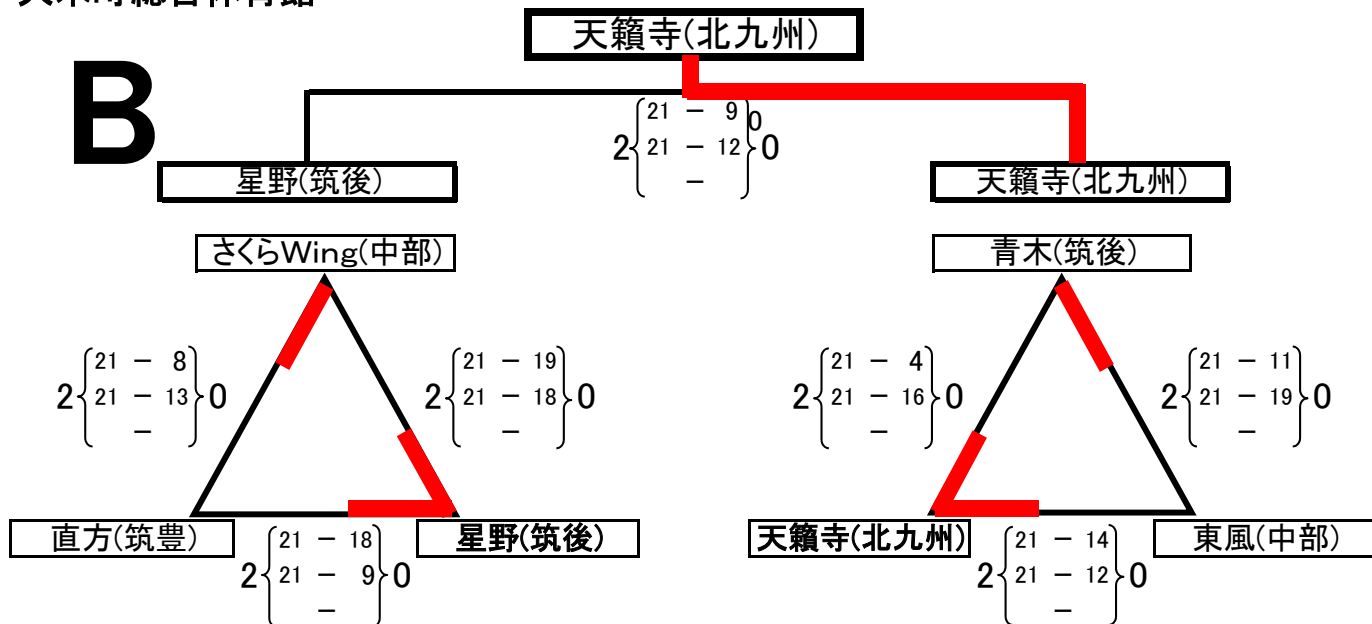 天籟寺(北九州)
B
21 － 9
0
2 21 － 12 0
－
星野(筑後)
天籟寺(北九州)
さくらWing(中部)
青木(筑後)
21 － 8
2 21 － 13 0
－
21 － 19
2 21 － 18 0
－
21 － 4
2 21 － 16 0
－
21 － 11
2 21 － 19 0
－
直方(筑豊)
星野(筑後)
天籟寺(北九州)
東風(中部)
21 － 18
2 21 － 9 0
－
21 － 14
2 21 － 12 0
－